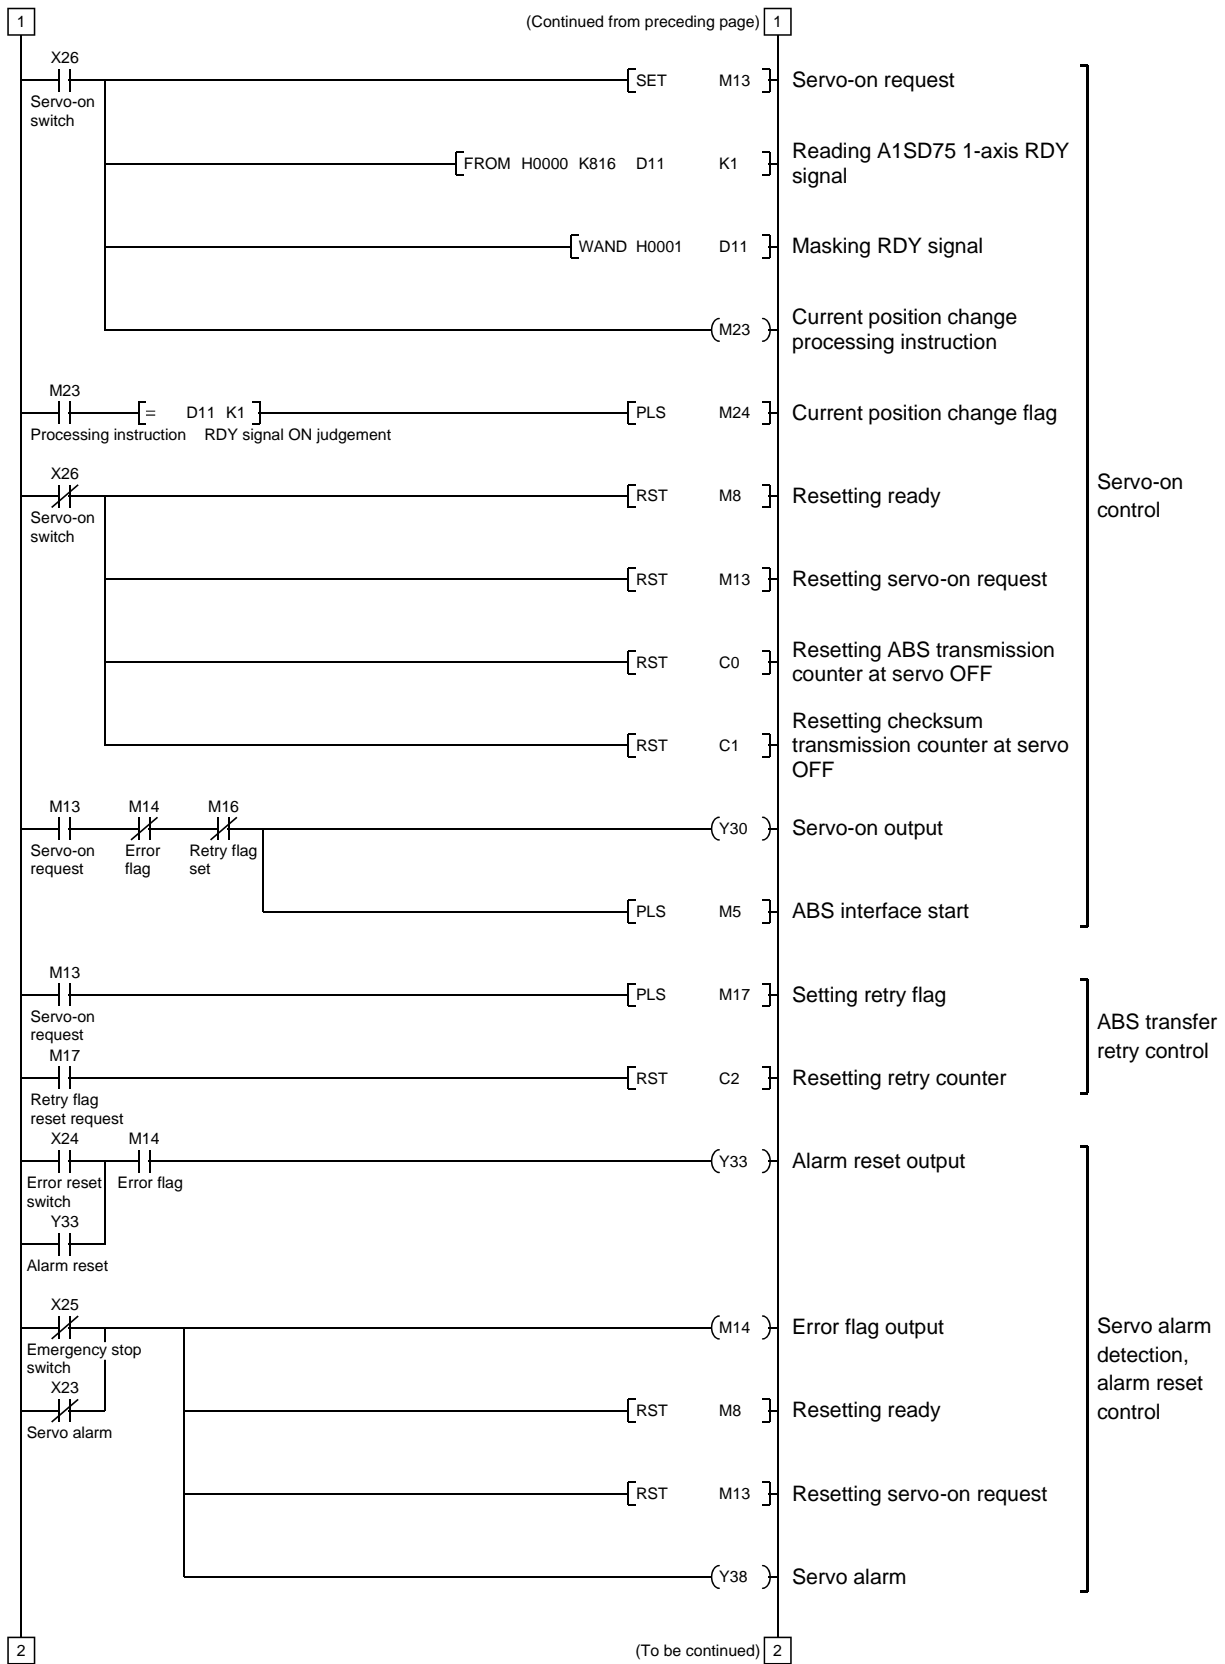 1 (Continued from preceding page) 1
X26
Servo-on
switch
SET M13
Servo-on request
FROM H0000 K816 D11 K1
Reading A1SD75 1-axis RDY
signal
WAND H0001 D11
Masking RDY signal
M23
Current position change
processing instruction
M23
Processing instruction
= D11 K1
RDY signal ON judgement
PLS M24
Current position change flag
X26
Servo-on
switch
RST M8
Resetting ready
RST M13
Resetting servo-on request
RST C0
Resetting ABS transmission
counter at servo OFF
RST C1
Resetting checksum
transmission counter at servo
OFF
M13
Servo-on
request
M14
Error
flag
M16
Retry flag
set
Y30
Servo-on output
PLS M5
ABS interface start
Servo-on
control
M13
Servo-on
request
PLS M17
Setting retry flag
M17
Retry flag
reset request
RST C2
Resetting retry counter
ABS transfer
retry control
X24
Error reset
switch
M14
Error flag
Y33
Alarm reset output
Y33
Alarm reset
X25
Emergency stop
switch
M14
Error flag output
X23
Servo alarm
RST M8
Resetting ready
RST M13
Resetting servo-on request
Y38
Servo alarm
Servo alarm
detection,
alarm reset
control
2 (To be continued) 2